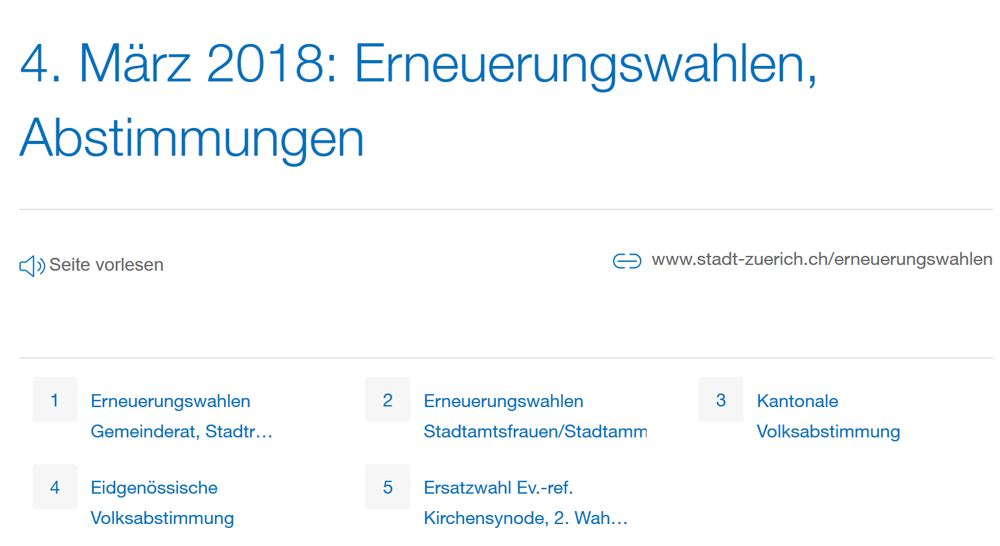 4. März 2018: Erneuerungswahlen,
Abstimmungen
Seite vorlesen
www.stadt-zuerich.ch/erneuerungswahlen
1 Erneuerungswahlen
Gemeinderat, Stadtr…
2 Erneuerungswahlen
Stadtamtsfrauen/Stadtamm
3 Kantonale
Volksabstimmung
4 Eidgenössische
Volksabstimmung
5 Ersatzwahl Ev.-ref.
Kirchensynode, 2. Wah…